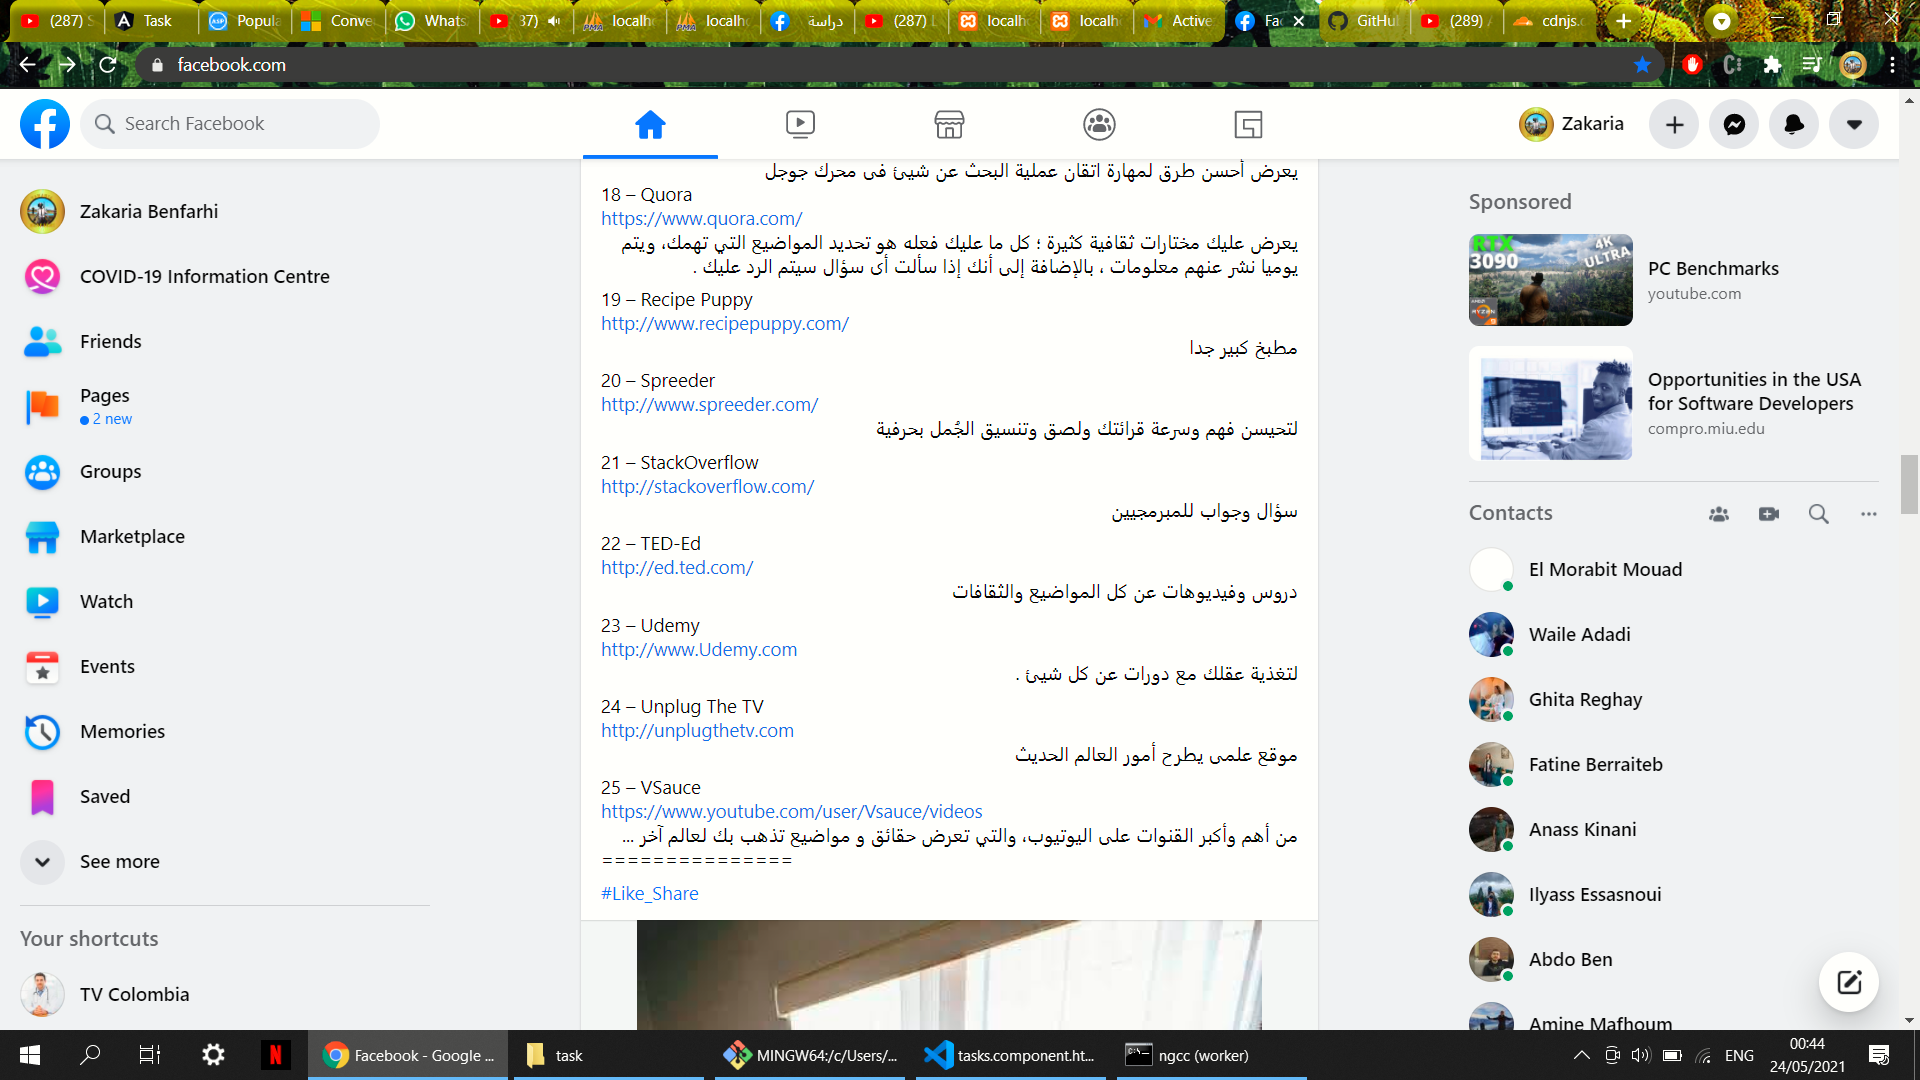 (287) S
Task
Popula
Conve
Whats
37)
localho
localho
دراسة
(287) L
localho
localh
Active
Fac
GitHu
(289)
cdnjs.c
facebook.com
Search Facebook
Zakaria
Zakaria Benfarhi
COVID-19 Information Centre
Friends
Pages
2 new
Groups
Marketplace
Watch
Events
Memories
Saved
See more
Your shortcuts
TV Colombia
يعرض أحسن طرق لمهارة اتقان عملية البحث عن شيئ فى محرك جوجل
18 – Quora
https://www.quora.com/
يعرض عليك مختارات ثقافية كثيرة ؛ كل ما عليك فعله هو تحديد المواضيع التي تهمك، ويتم
يوميا نشر عنهم معلومات ، بالإضافة إلى أنك إذا سألت أى سؤال سيتم الرد عليك .
19 – Recipe Puppy
http://www.recipepuppy.com/
مطبخ كبير جدا
20 – Spreeder
http://www.spreeder.com/
لتحيسن فهم وسرعة قرائتك ولصق وتنسيق الجُمل بحرفية
21 – StackOverflow
http://stackoverflow.com/
سؤال وجواب للمبرمجيين
22 – TED-Ed
http://ed.ted.com/
دروس وفيديوهات عن كل المواضيع والثقافات
23 – Udemy
http://www.Udemy.com
لتغذية عقلك مع دورات عن كل شيئ .
24 – Unplug The TV
http://unplugthetv.com
موقع علمى يطرح أمور العالم الحديث
25 – VSauce
https://www.youtube.com/user/Vsauce/videos
من أهم وأكبر القنوات على اليوتيوب، والتي تعرض حقائق و مواضيع تذهب بك لعالم آخر ...
===============
#Like_Share
Sponsored
RTX 4K
3090 ULTRA
RYZEN
PC Benchmarks
youtube.com
Opportunities in the USA
for Software Developers
compro.miu.edu
Contacts
El Morabit Mouad
Waile Adadi
Ghita Reghay
Fatine Berraiteb
Anass Kinani
Ilyass Essasnoui
Abdo Ben
Amine Mafhoum
Facebook - Google ...
task
MINGW64:/c/Users/...
tasks.component.ht...
ngcc (worker)
ENG
00:44
24/05/2021